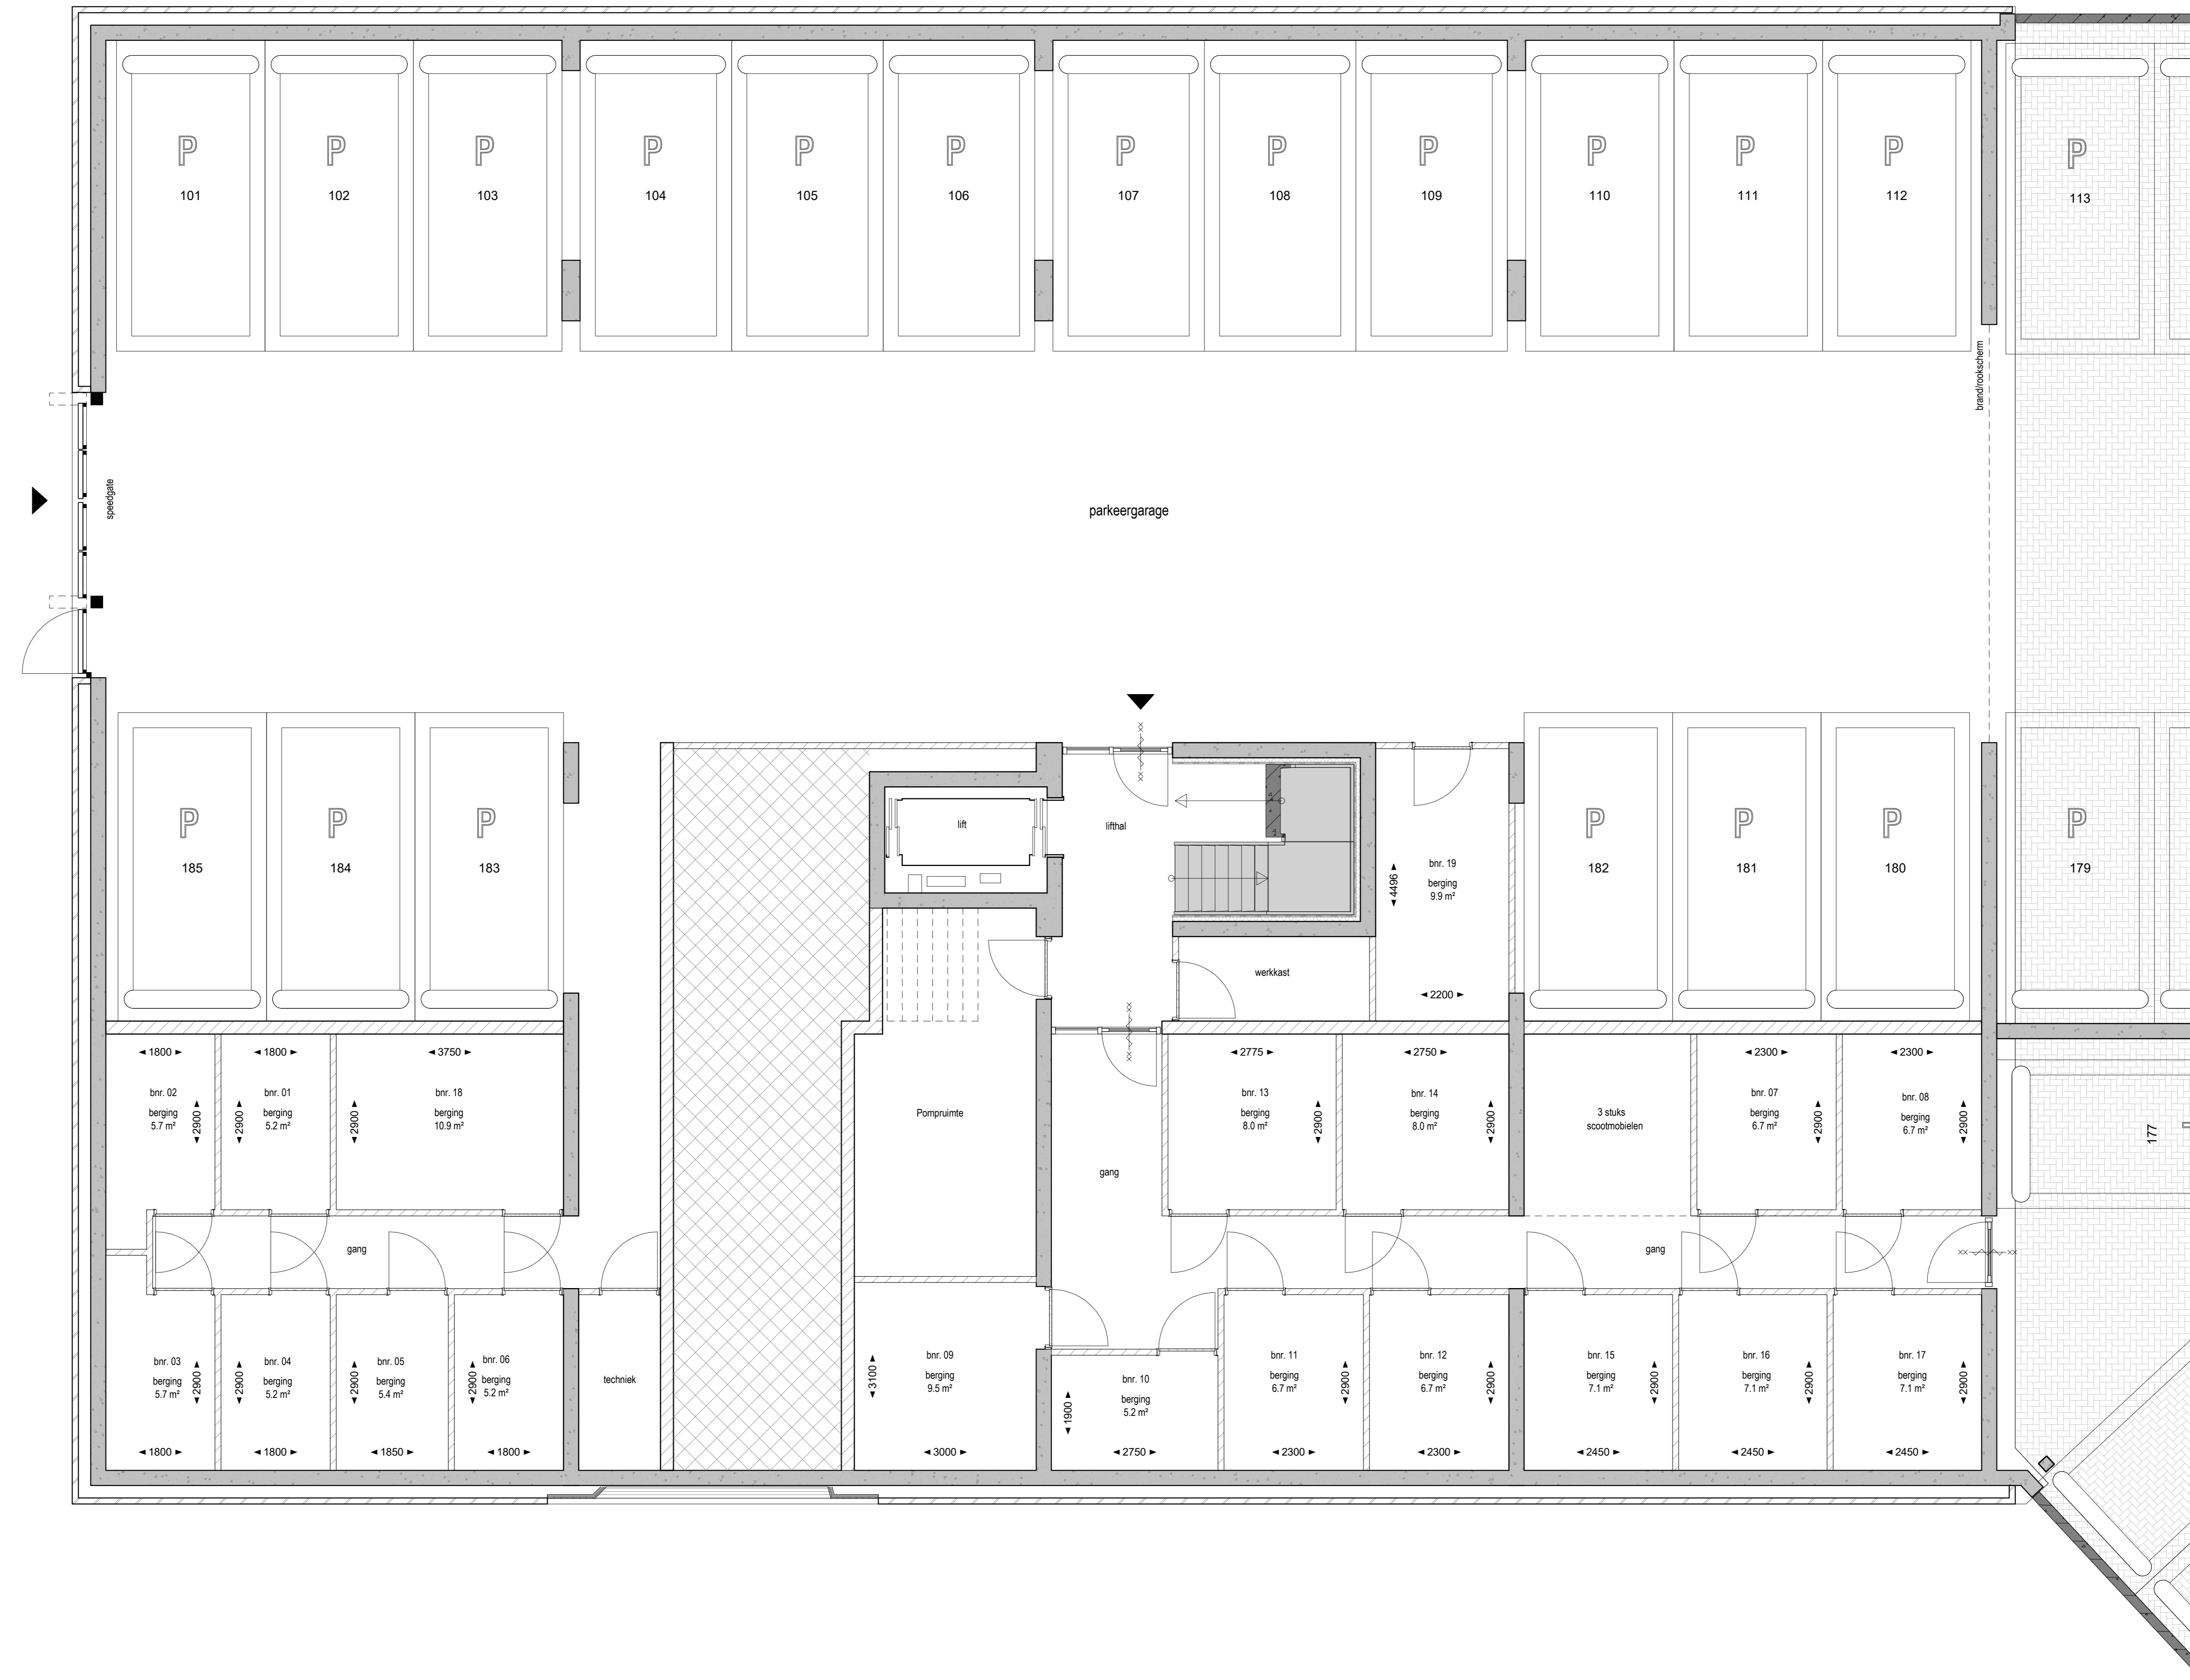 P P P P P P P P P P P P P
101 102 103 104 105 106 107 108 109 110 111 112 113
brand/rookscherm
speedgate
parkeergarage
P P P P P P P
185 184 183 182 181 180 179
lift
lifthal
bnr. 19
berging
9.9 m²
4496
2200
werkkast
1800
bnr. 02
berging
5.7 m²
2900
1800
bnr. 01
berging
5.2 m²
2900
3750
bnr. 18
berging
10.9 m²
2900
Pompruimte
gang
2775
bnr. 13
berging
8.0 m²
2900
2750
bnr. 14
berging
8.0 m²
2900
3 stuks
scootmobielen
2300
bnr. 07
berging
6.7 m²
2900
2300
bnr. 08
berging
6.7 m²
2900
177
gang
gang
bnr. 03
berging
5.7 m²
2900
1800
bnr. 04
berging
5.2 m²
2900
1800
bnr. 05
berging
5.4 m²
2900
1850
bnr. 06
berging
5.2 m²
2900
1800
techniek
bnr. 09
berging
9.5 m²
3100
3000
bnr. 10
berging
5.2 m²
1900
2750
bnr. 11
berging
6.7 m²
2900
2300
bnr. 12
berging
6.7 m²
2900
2300
bnr. 15
berging
7.1 m²
2900
2450
bnr. 16
berging
7.1 m²
2900
2450
bnr. 17
berging
7.1 m²
2900
2450